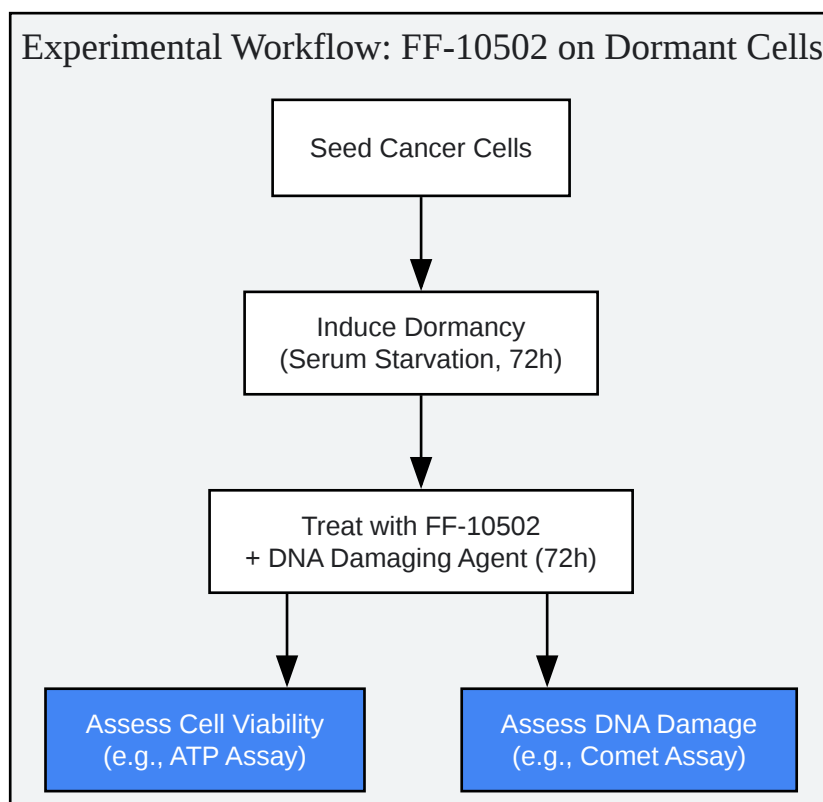 Experimental Workflow: FF-10502 on Dormant Cells
Seed Cancer Cells
Induce Dormancy
(Serum Starvation, 72h)
Treat with FF-10502
+ DNA Damaging Agent (72h)
Assess Cell Viability
(e.g., ATP Assay)
Assess DNA Damage
(e.g., Comet Assay)